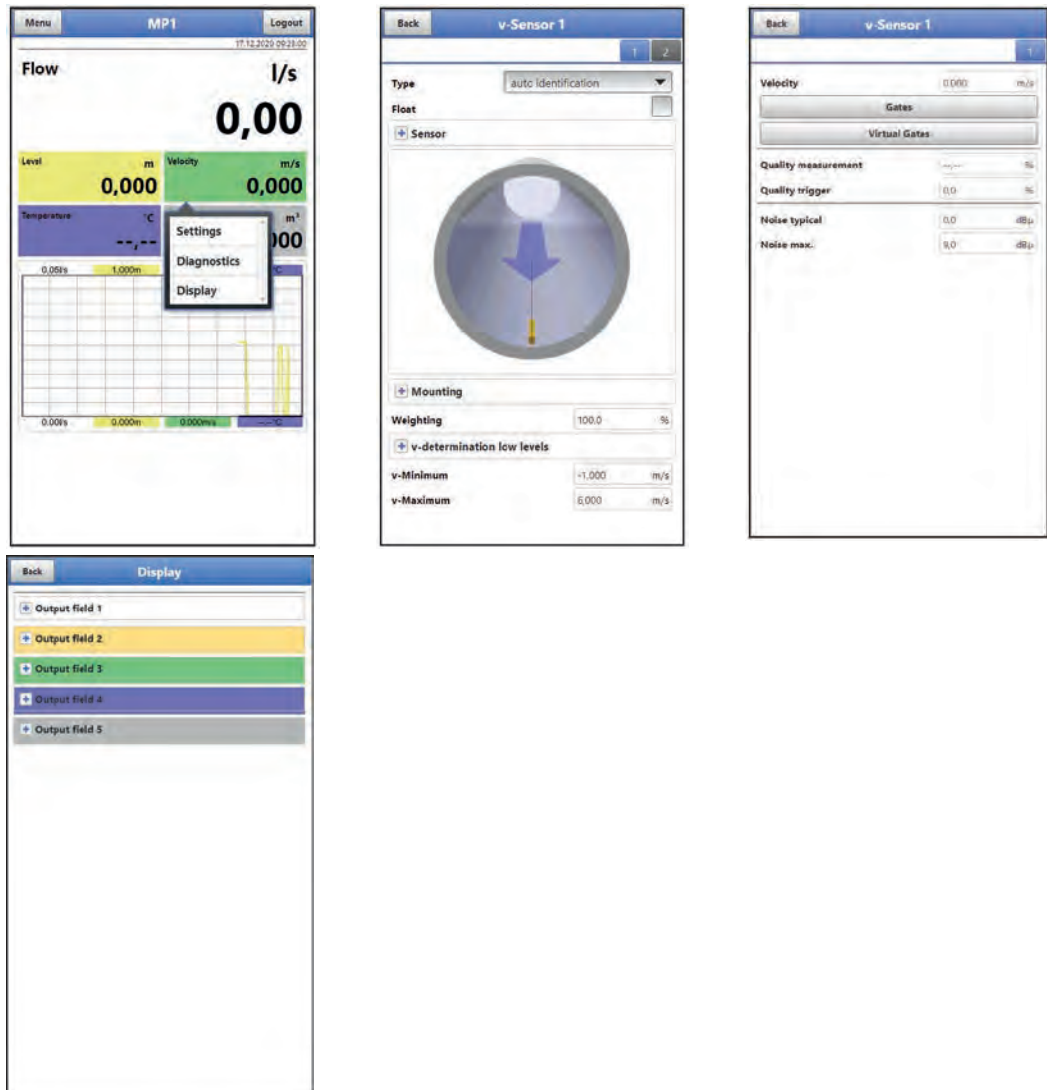 Menu MP1 Logout
17.12.2020 09:28:00
Flow l/s
0,00
Level m Velocity m/s
0,000 0,000
Temperature °C m³
--,-- 000
Settings
Diagnostics
Display
0.05l/s 1.000m °C
0.00l/s 0.000m 0.000m/s --.--°C
Back v-Sensor 1
1 2
Type auto identification
Float
+ Sensor
+ Mounting
Weighting 100.0 %
+ v-determination low levels
v-Minimum -1,000 m/s
v-Maximum 6,000 m/s
Back v-Sensor 1
1
Velocity 0,000 m/s
Gates
Virtual Gates
Quality measurement --,-- %
Quality trigger 0,0 %
Noise typical 0,0 dBµ
Noise max. 9,0 dBµ
Back Display
+ Output field 1
+ Output field 2
+ Output field 3
+ Output field 4
+ Output field 5